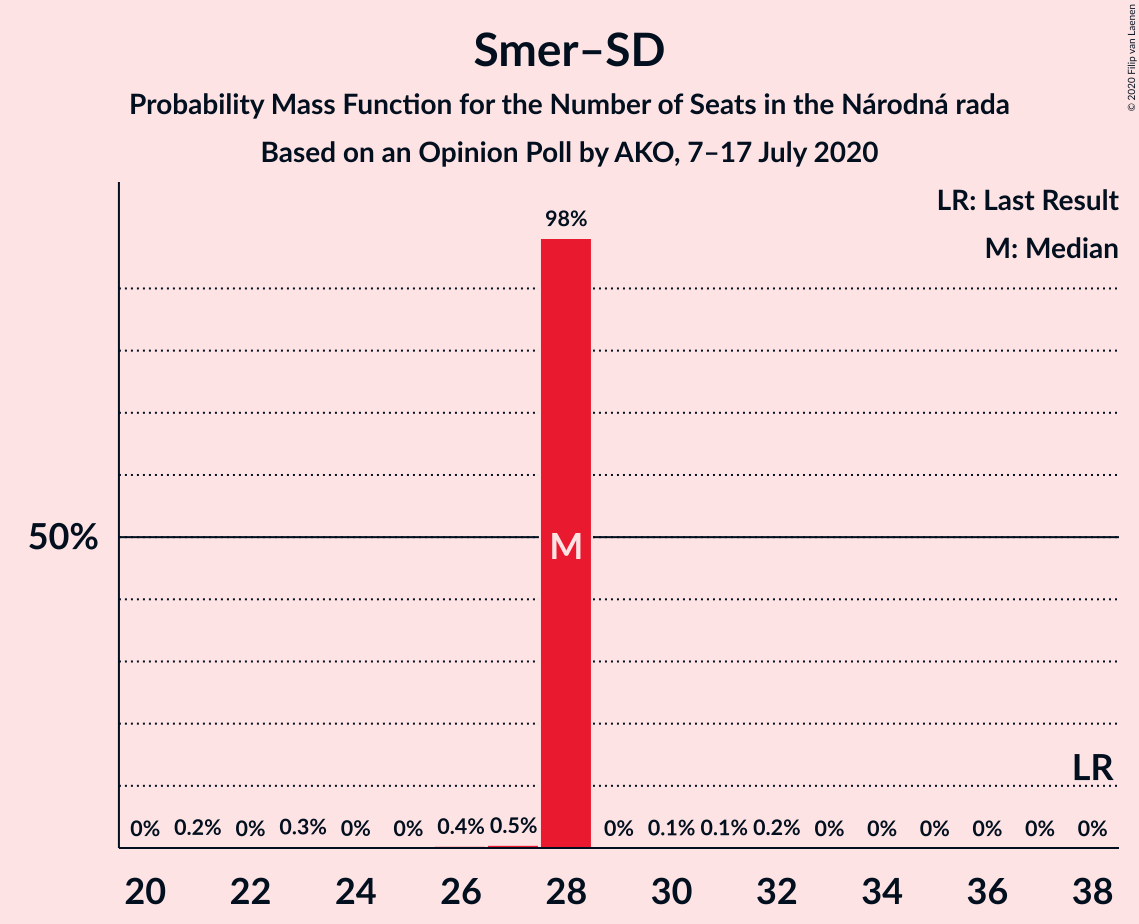 Smer–SD
Probability Mass Function for the Number of Seats in the Národná rada
Based on an Opinion Poll by AKO, 7–17 July 2020
© 2020 Filip van Laenen
LR: Last Result
M: Median
98%
50%
M
LR
0% 0.2% 0% 0.3% 0% 0% 0.4% 0.5% 0% 0.1% 0.1% 0.2% 0% 0% 0% 0% 0% 0%
20 22 24 26 28 30 32 34 36 38